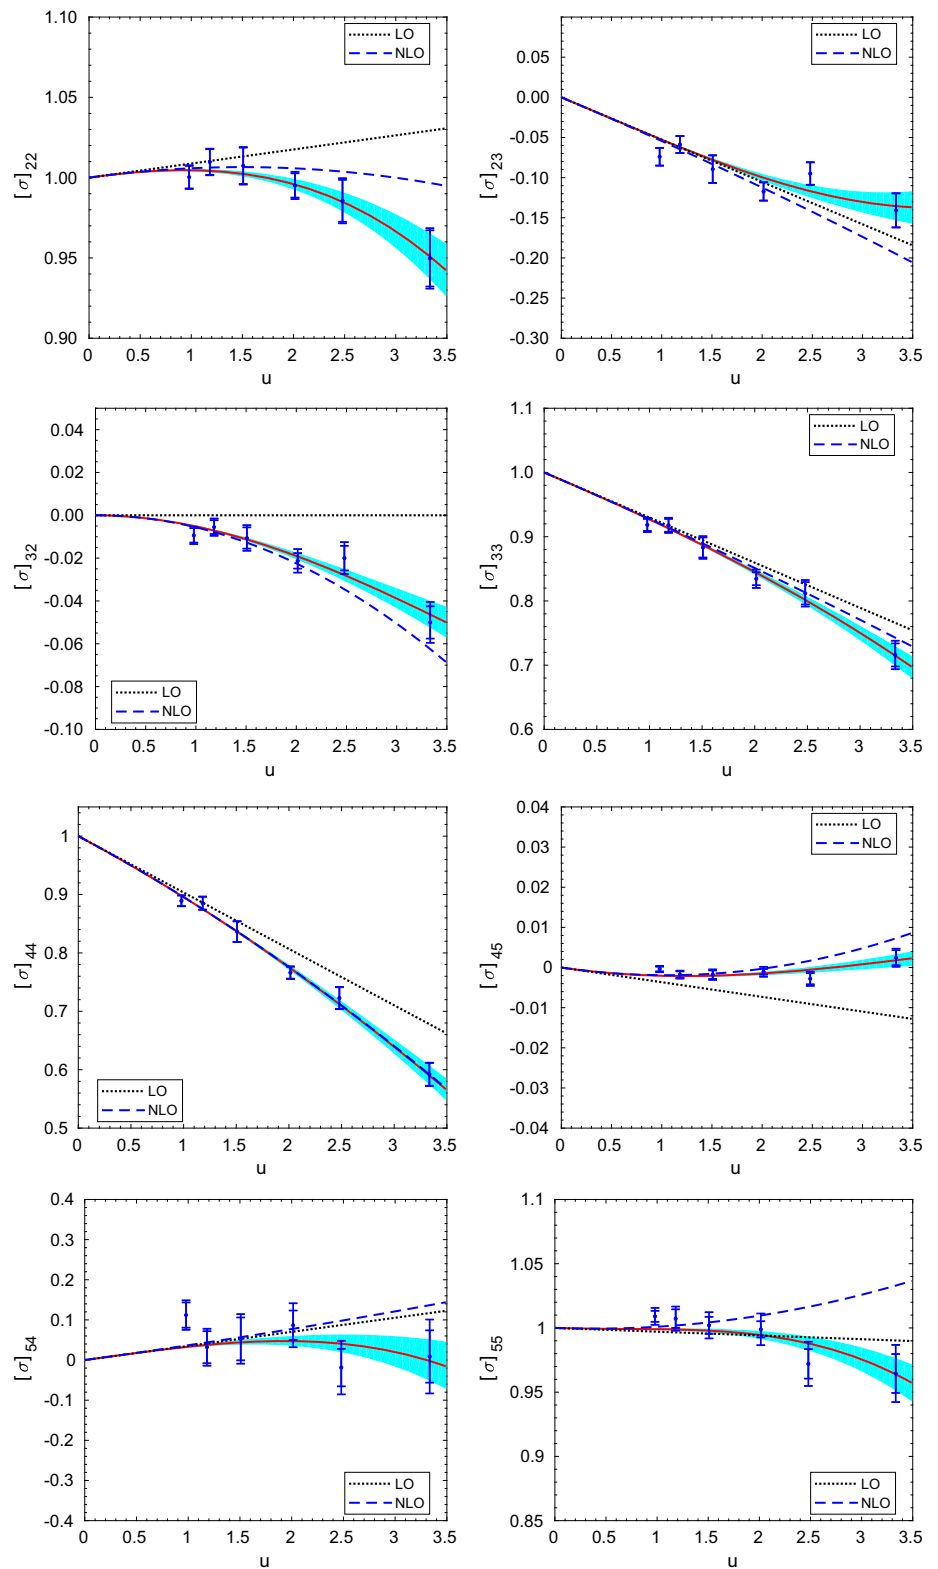 1.10
1.05
1.00
0.95
0.90
[σ]22
LO
NLO
0 0.5 1 1.5 2 2.5 3 3.5
u
0.05
0.00
-0.05
-0.10
-0.15
-0.20
-0.25
-0.30
[σ]23
LO
NLO
0 0.5 1 1.5 2 2.5 3 3.5
u
0.04
0.02
0.00
-0.02
-0.04
-0.06
-0.08
-0.10
[σ]32
LO
NLO
0 0.5 1 1.5 2 2.5 3 3.5
u
1.1
1.0
0.9
0.8
0.7
0.6
[σ]33
LO
NLO
0 0.5 1 1.5 2 2.5 3 3.5
u
1
0.9
0.8
0.7
0.6
0.5
[σ]44
LO
NLO
0 0.5 1 1.5 2 2.5 3 3.5
u
0.04
0.03
0.02
0.01
0
-0.01
-0.02
-0.03
-0.04
[σ]45
LO
NLO
0 0.5 1 1.5 2 2.5 3 3.5
u
0.4
0.3
0.2
0.1
0
-0.1
-0.2
-0.3
-0.4
[σ]54
LO
NLO
0 0.5 1 1.5 2 2.5 3 3.5
u
1.1
1.05
1
0.95
0.9
0.85
[σ]55
LO
NLO
0 0.5 1 1.5 2 2.5 3 3.5
u